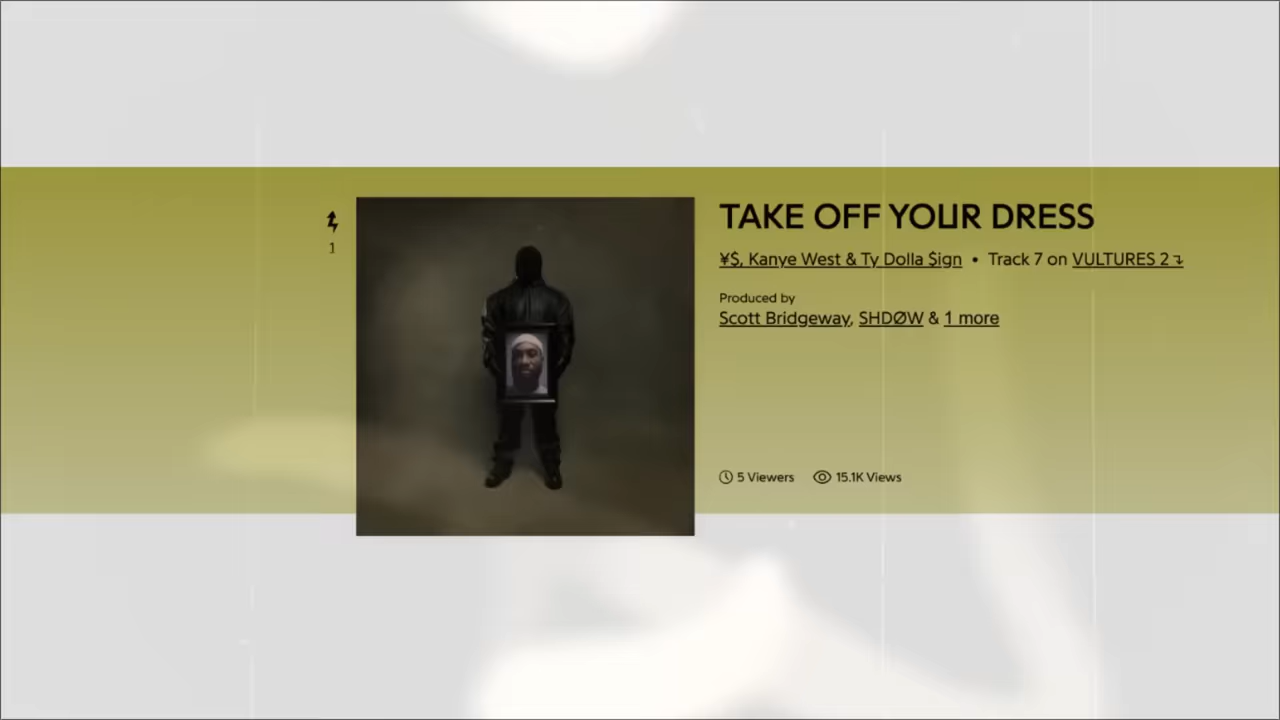 1
TAKE OFF YOUR DRESS
¥$, Kanye West & Ty Dolla $ign • Track 7 on VULTURES 2
Produced by
Scott Bridgeway, SHDØW & 1 more
5 Viewers 15.1K Views